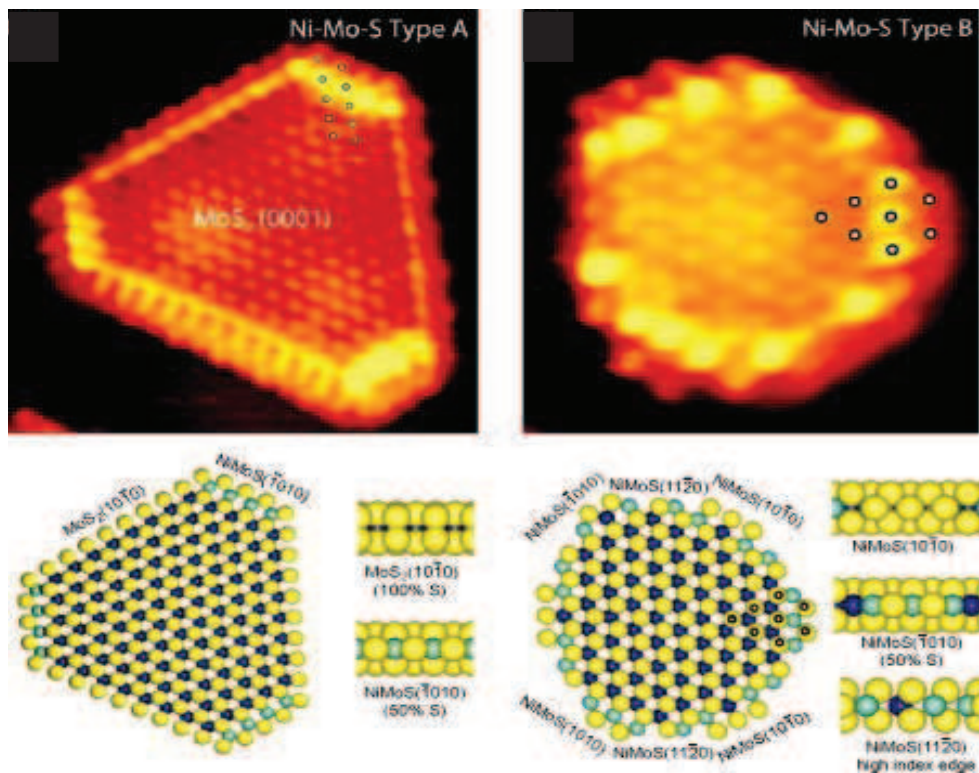 Ni-Mo-S Type A
Ni-Mo-S Type B
MoS₂ (0001)
MoS₂(101̅0)
NiMoS(1̅010)
MoS₂(101̅0)
(100% S)
NiMoS(1̅010)
(50% S)
NiMoS(1̅010)
NiMoS(112̅0)
NiMoS(101̅0)
NiMoS(1010)
NiMoS(112̅0)
NiMoS(101̅0)
NiMoS(101̅0)
NiMoS(1̅010)
(50% S)
NiMoS(112̅0)
high index edge